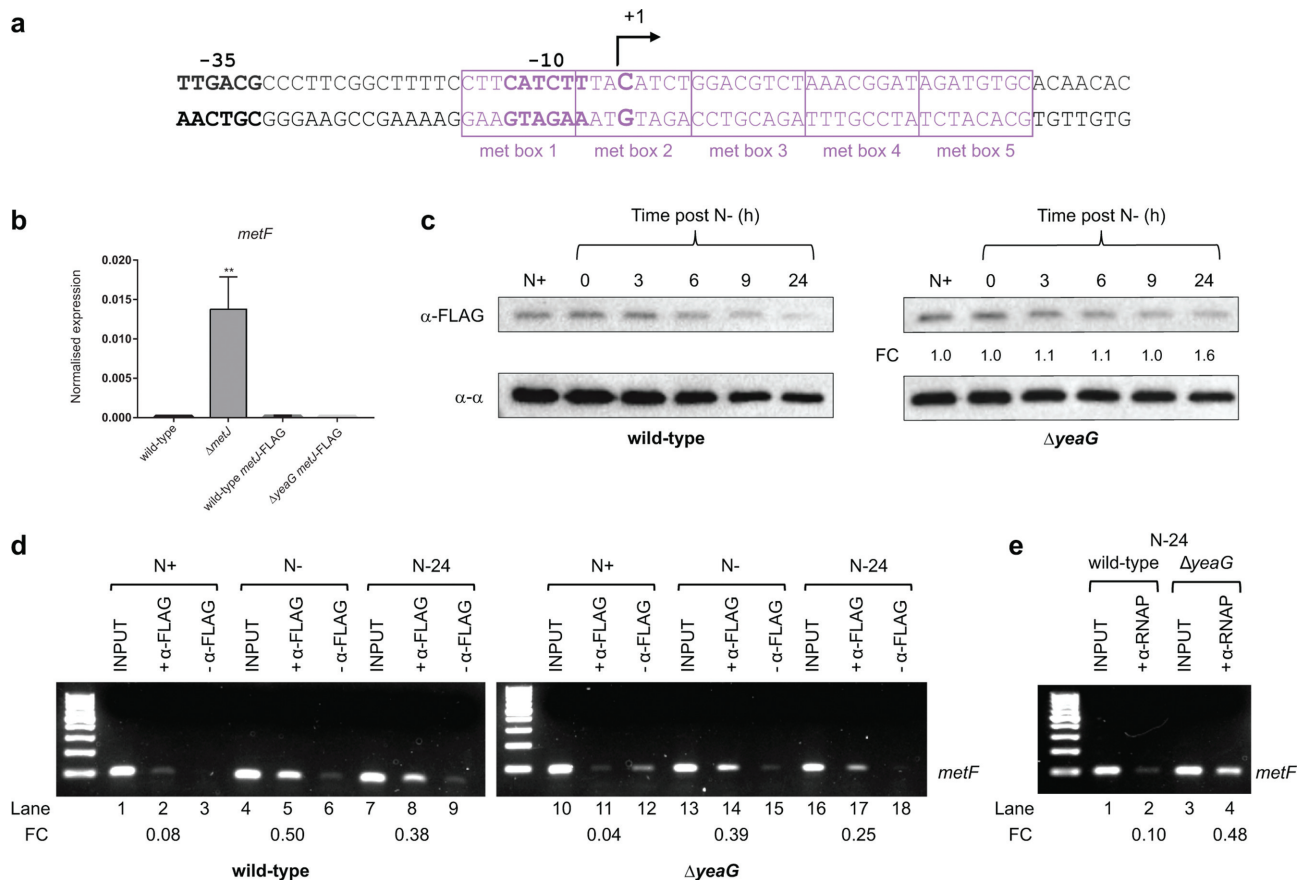 a
+1
−35 −10
TTGACGCCCTTCGGCTTTTCCTTCATCTTTACATCTGGACGTCTAAACGGATAGATGTGCACAACAC
AACTGCGGGAAGCCGAAAAGGAAGTAGAAATGTAGACCTGCAGATTTGCCTATCTACACGTGTTGTG
met box 1 met box 2 met box 3 met box 4 met box 5
b
metF
Normalised expression
0.020
0.015
0.010
0.005
0.000
**
wild-type
ΔmetJ
wild-type metJ-FLAG
ΔyeaG metJ-FLAG
c
Time post N- (h) Time post N- (h)
N+ 0 3 6 9 24 N+ 0 3 6 9 24
α-FLAG
FC 1.0 1.0 1.1 1.1 1.0 1.6
α-α
wild-type ΔyeaG
d
N+ N- N-24 N+ N- N-24
INPUT +α-FLAG -α-FLAG INPUT +α-FLAG -α-FLAG INPUT +α-FLAG -α-FLAG INPUT +α-FLAG -α-FLAG INPUT +α-FLAG -α-FLAG INPUT +α-FLAG -α-FLAG
metF
Lane 1 2 3 4 5 6 7 8 9 10 11 12 13 14 15 16 17 18
FC 0.08 0.50 0.38 0.04 0.39 0.25
wild-type ΔyeaG
e
N-24
wild-type ΔyeaG
INPUT +α-RNAP INPUT +α-RNAP
metF
Lane 1 2 3 4
FC 0.10 0.48